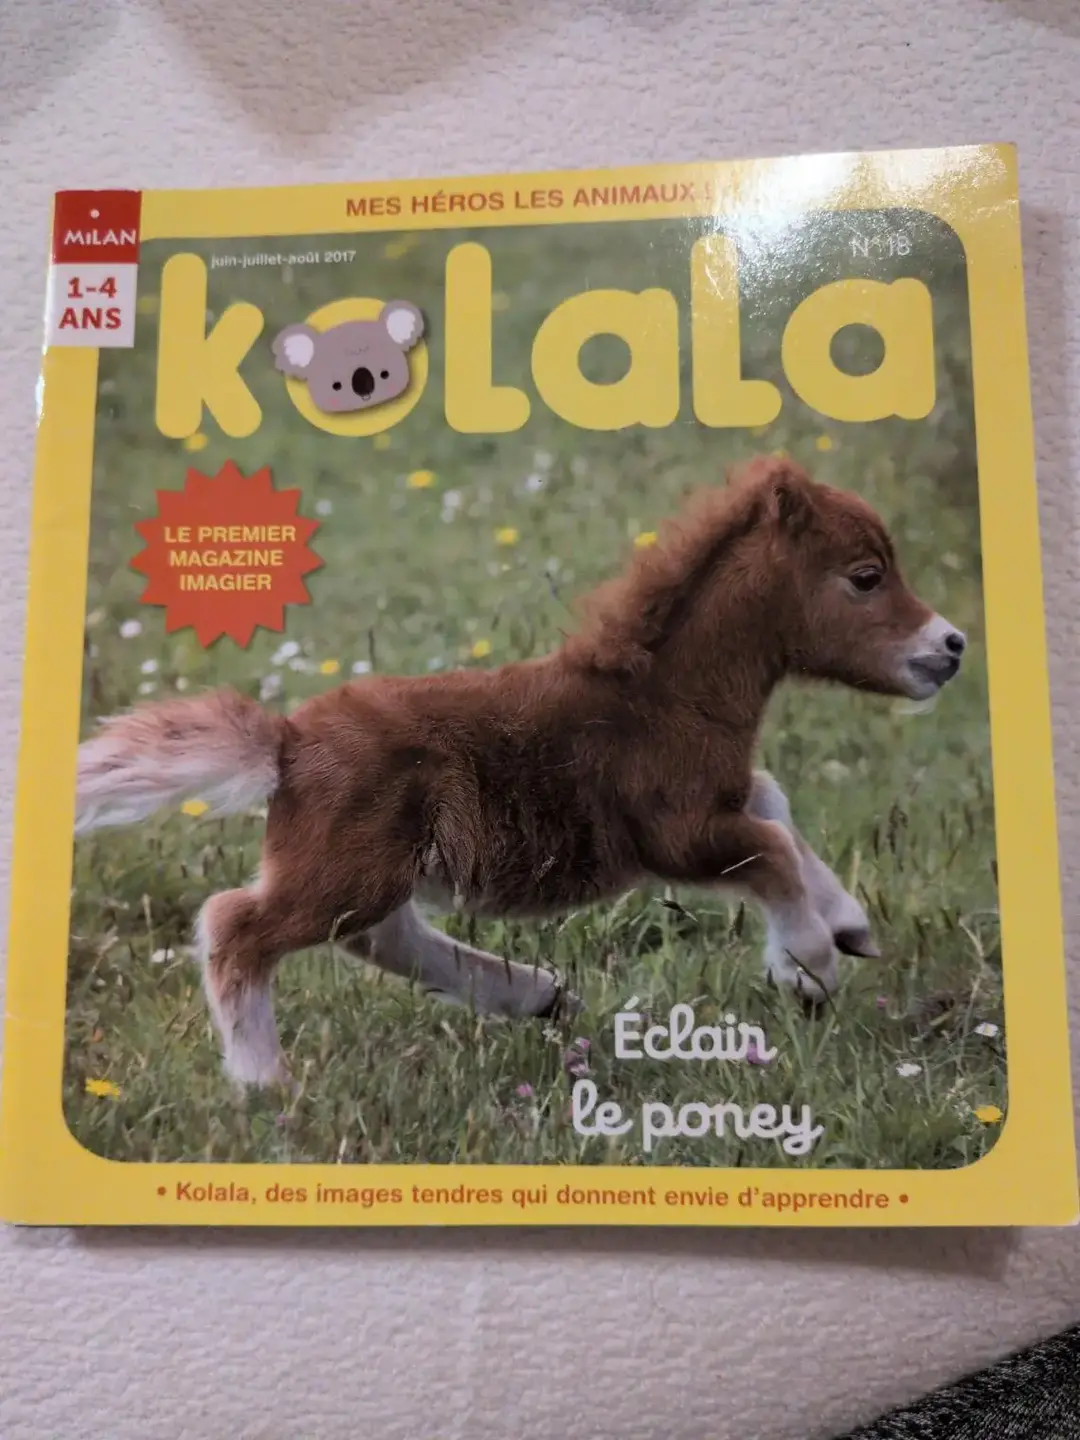 MES HÉROS LES ANIMAUX !
MiLAN
1-4
ANS
juin-juillet-août 2017
N° 18
kolala
LE PREMIER
MAGAZINE
IMAGIER
Éclair
le poney
• Kolala, des images tendres qui donnent envie d'apprendre •